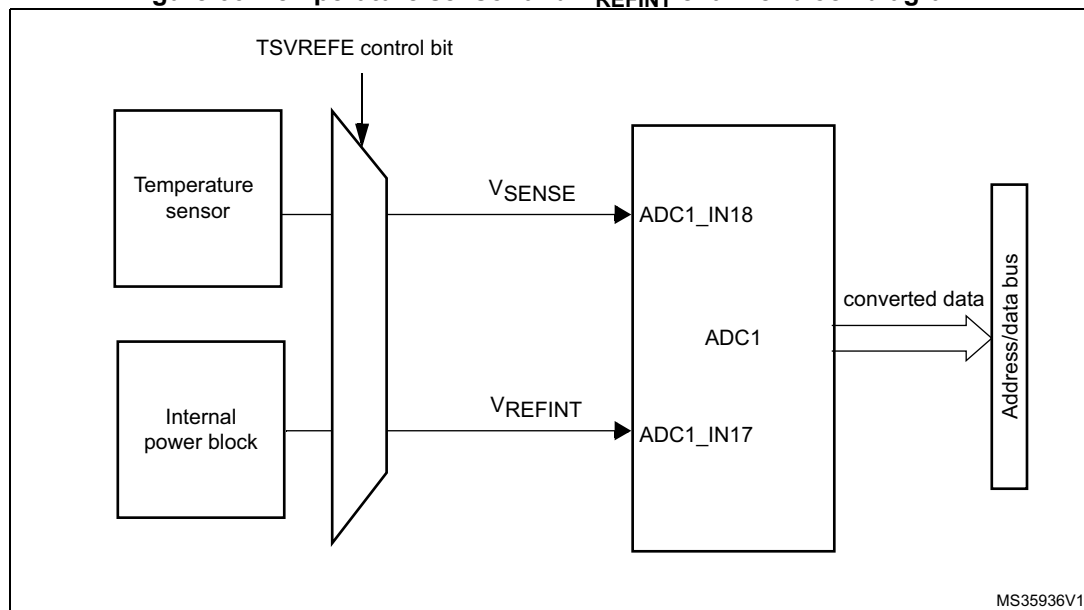 TSVREFE control bit
Temperature
sensor
VSENSE
ADC1_IN18
converted data
Address/data bus
ADC1
Internal
power block
VREFINT
ADC1_IN17
MS35936V1